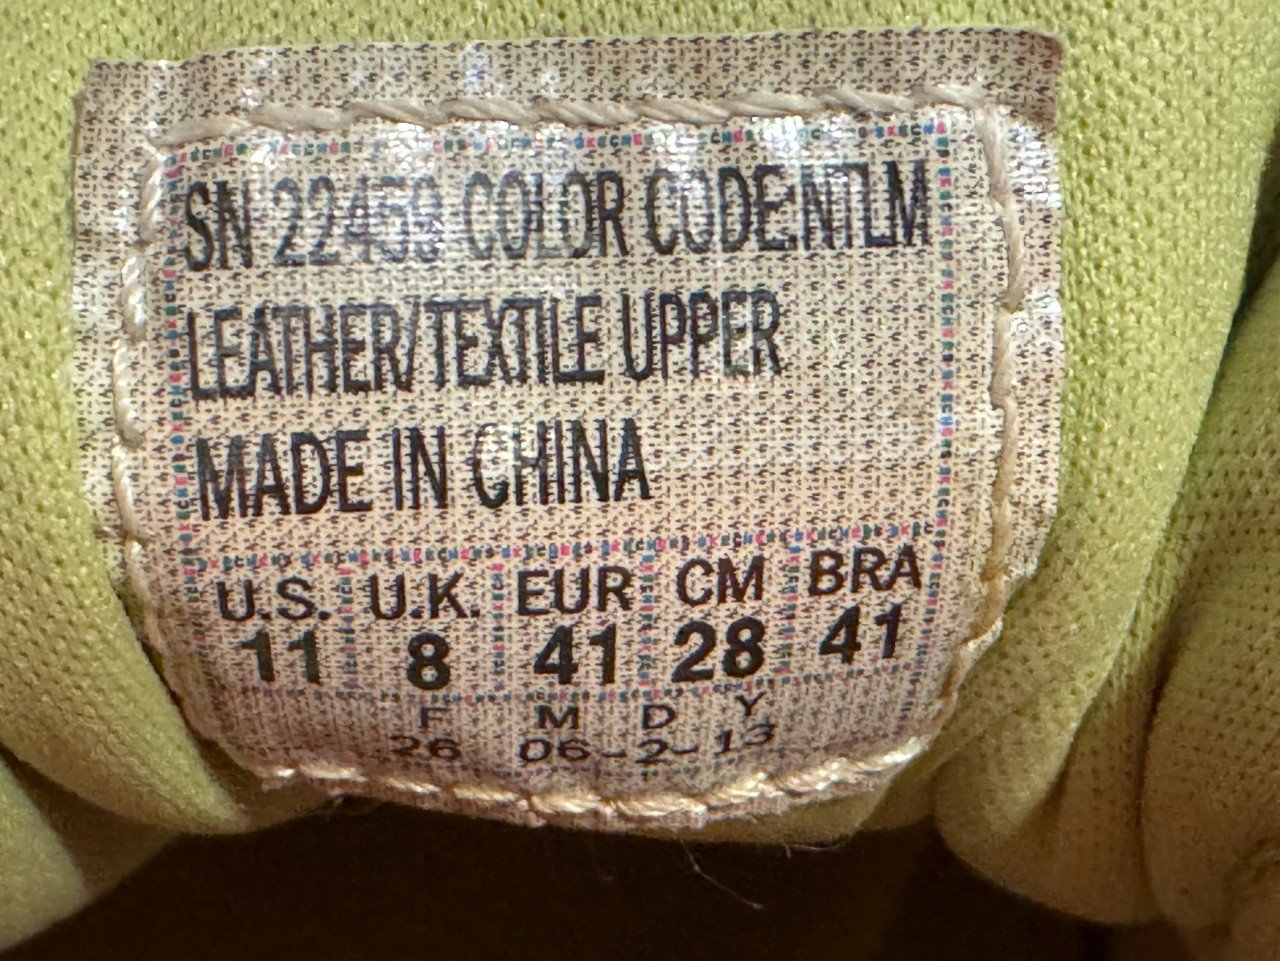 SN 22459 COLOR CODE:NTLM
LEATHER/TEXTILE UPPER
MADE IN CHINA
U.S. U.K. EUR CM BRA
11 8 41 28 41
F M D Y
26 06-2-13